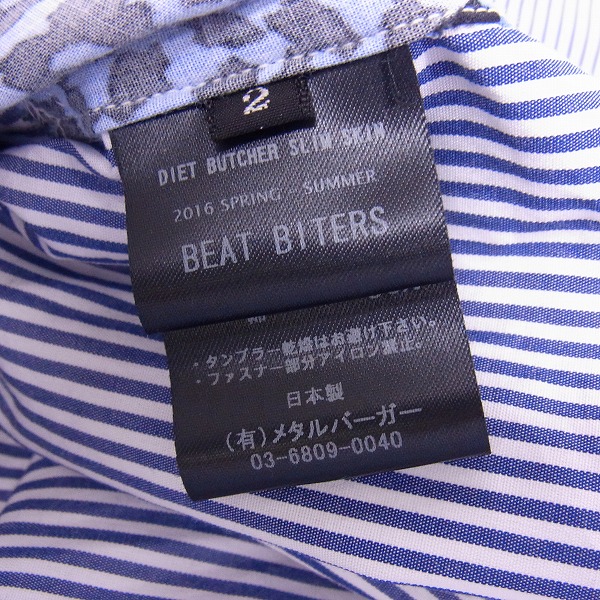 2
DIET BUTCHER SLIM SKIN
2016 SPRING SUMMER
BEAT BITERS
・タンブラー乾燥はお避け下さい。
・ファスナー部分アイロン禁止。
日本製
(有)メタルバーガー
03-6809-0040